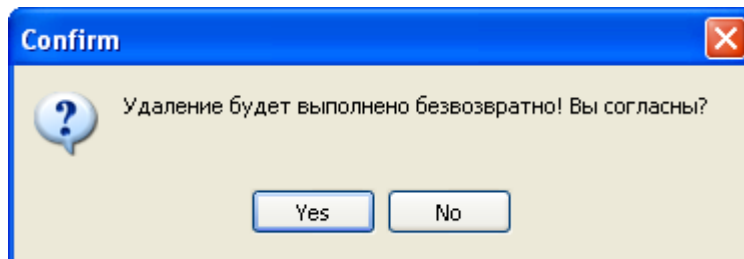 Confirm
Удаление будет выполнено безвозвратно! Вы согласны?
Yes No